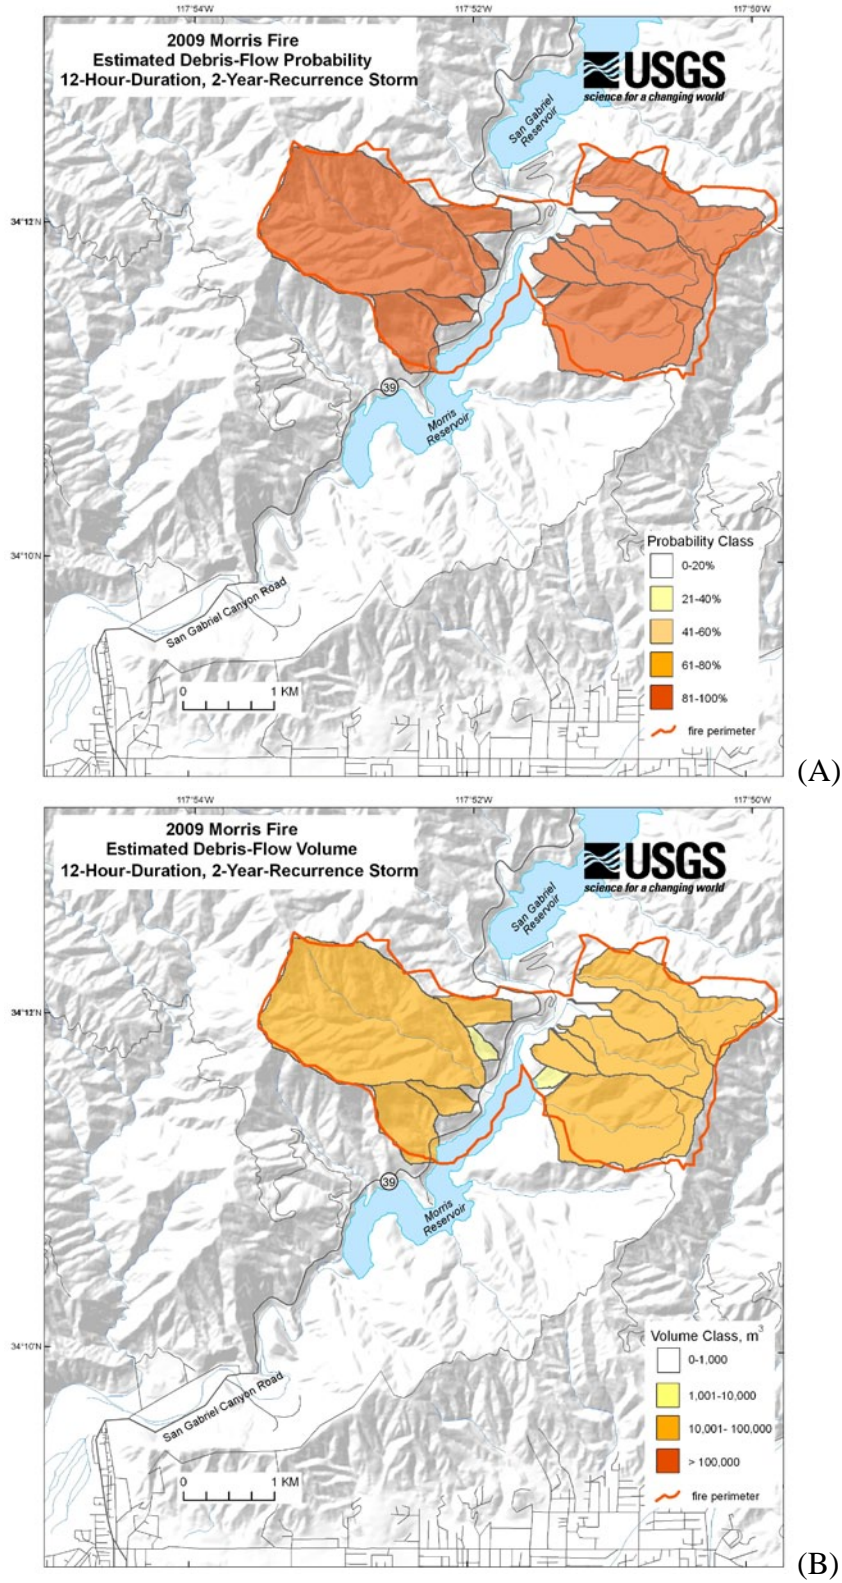 117°54'W 117°52'W 117°50'W
2009 Morris Fire
Estimated Debris-Flow Probability
12-Hour-Duration, 2-Year-Recurrence Storm
USGS
science for a changing world
San Gabriel
Reservoir
34°12'N
39
Morris
Reservoir
34°10'N
San Gabriel Canyon Road
0 1 KM
Probability Class
0-20%
21-40%
41-60%
61-80%
81-100%
fire perimeter
(A)
117°54'W 117°52'W 117°50'W
2009 Morris Fire
Estimated Debris-Flow Volume
12-Hour-Duration, 2-Year-Recurrence Storm
USGS
science for a changing world
San Gabriel
Reservoir
34°12'N
39
Morris
Reservoir
34°10'N
San Gabriel Canyon Road
0 1 KM
Volume Class, m³
0-1,000
1,001-10,000
10,001- 100,000
> 100,000
fire perimeter
(B)